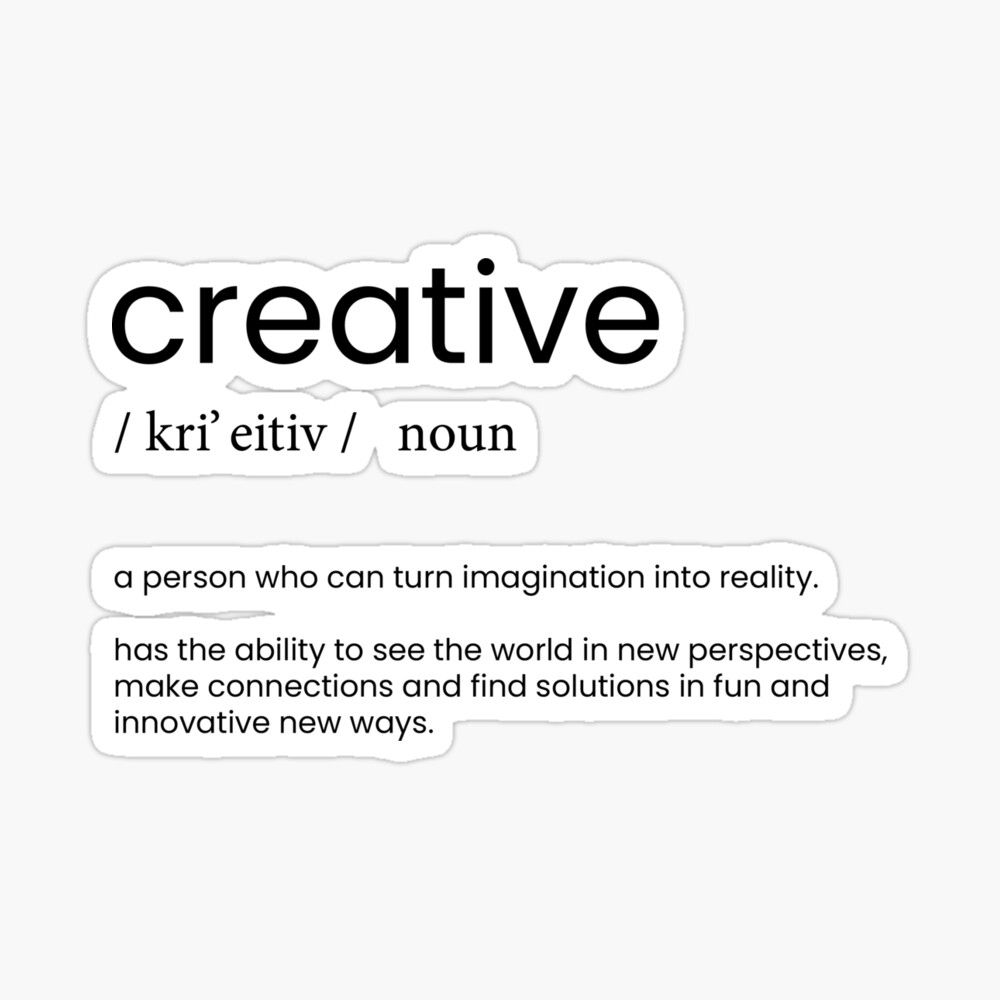 creative
/ kri’ eitiv / noun
a person who can turn imagination into reality.
has the ability to see the world in new perspectives,
make connections and find solutions in fun and
innovative new ways.